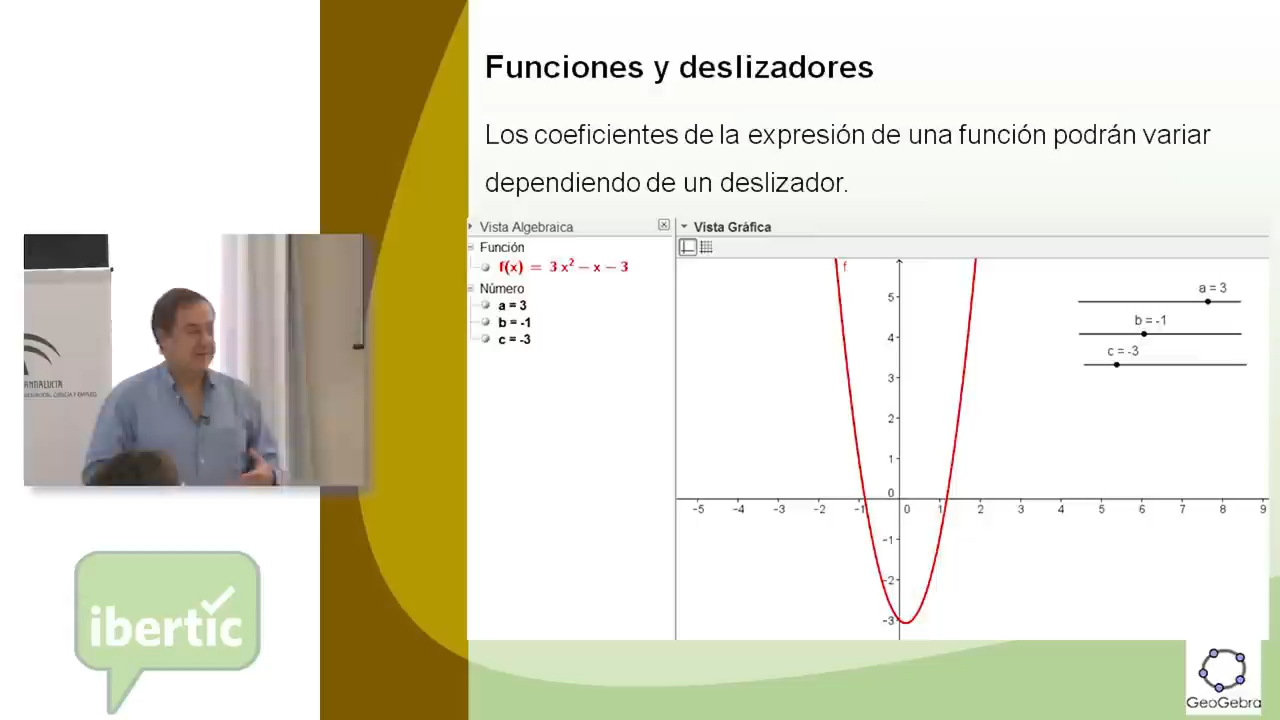 Funciones y deslizadores
Los coeficientes de la expresión de una función podrán variar
dependiendo de un deslizador.
Vista Algebraica
Función
f(x) = 3 x² − x − 3
Número
a = 3
b = -1
c = -3
Vista Gráfica
f
a = 3
b = -1
c = -3
5
4
3
2
1
0
-1
-2
-3
-5 -4 -3 -2 -1 0 1 2 3 4 5 6 7 8 9
ANDALUCIA
ibertic
GeoGebra